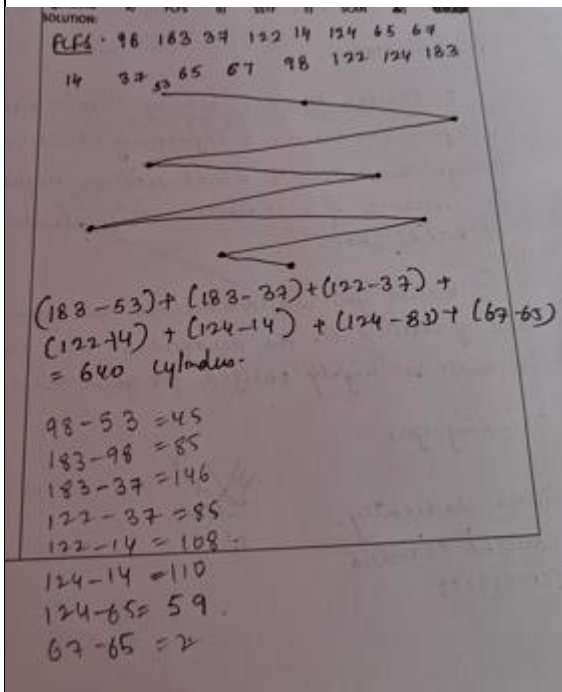 SOLUTION:
FCFS - 98 183 37 122 14 124 65 67
14 37 53 65 67 98 122 124 183
(183-53)+(183-37)+(122-37)+
(122-14)+(124-14)+(124-83)+(67-65)
= 640 Cylinders.
98-53 =45
183-98 =85
183-37 =146
122-37 =85
122-14 = 108.
124-14 =110
124-65= 59.
67-65 =2